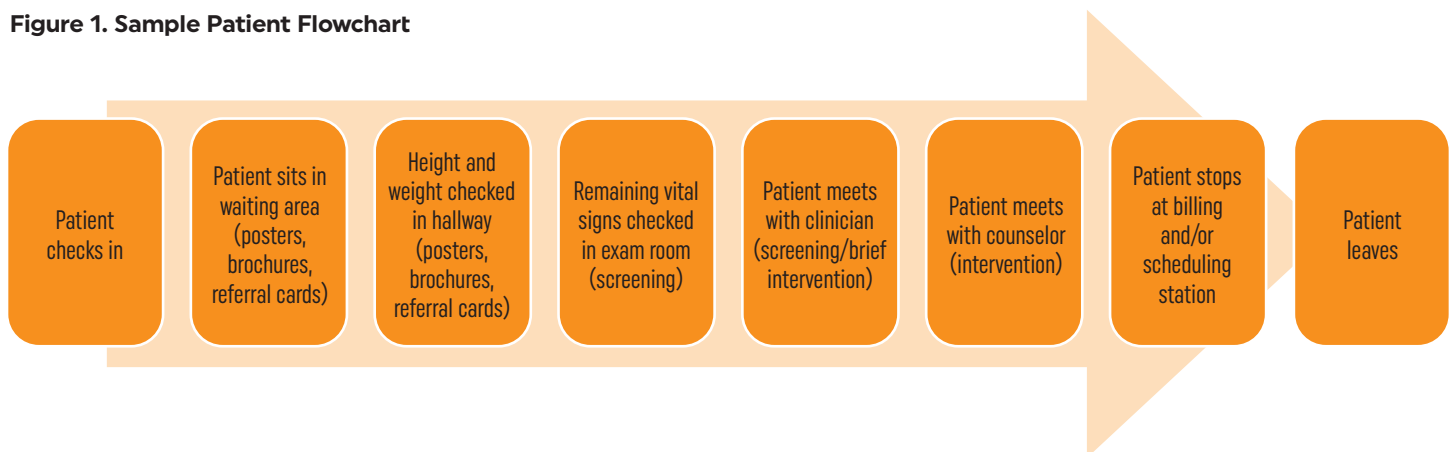 Figure 1. Sample Patient Flowchart
Patient
checks in
Patient sits in
waiting area
(posters,
brochures,
referral cards)
Height and
weight checked
in hallway
(posters,
brochures,
referral cards)
Remaining vital
signs checked
in exam room
(screening)
Patient meets
with clinician
(screening/brief
intervention)
Patient meets
with counselor
(intervention)
Patient stops
at billing
and/or
scheduling
station
Patient
leaves